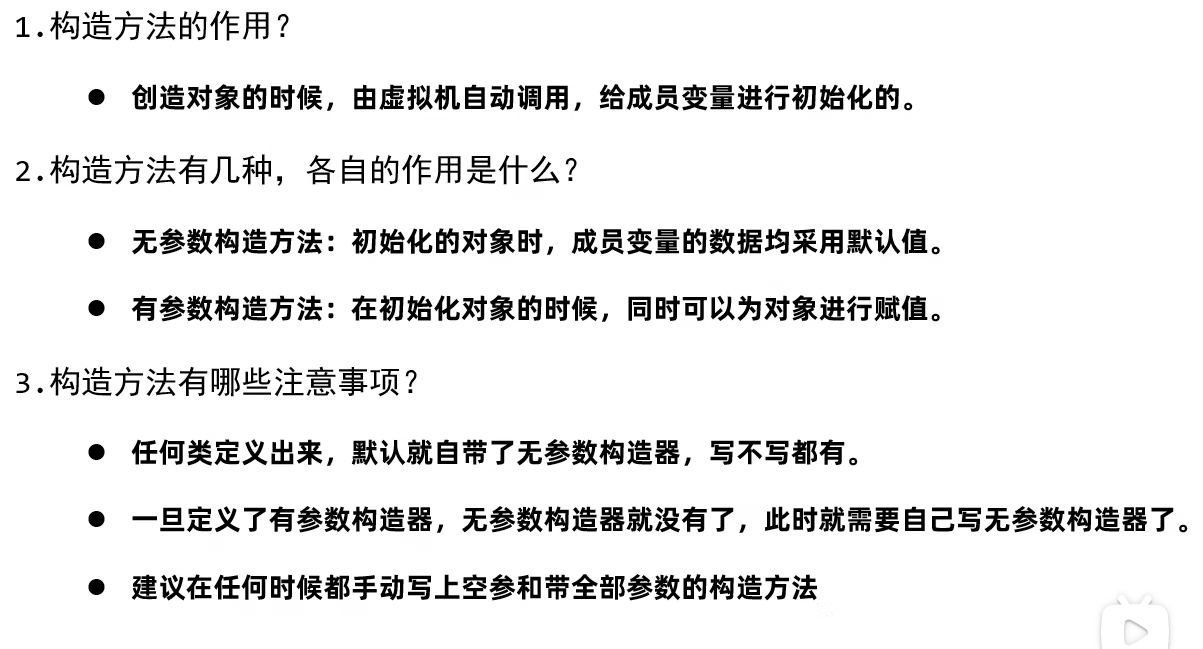 1.构造方法的作用？
● 创造对象的时候，由虚拟机自动调用，给成员变量进行初始化的。
2.构造方法有几种，各自的作用是什么？
● 无参数构造方法：初始化的对象时，成员变量的数据均采用默认值。
● 有参数构造方法：在初始化对象的时候，同时可以为对象进行赋值。
3.构造方法有哪些注意事项？
● 任何类定义出来，默认就自带了无参数构造器，写不写都有。
● 一旦定义了有参数构造器，无参数构造器就没有了，此时就需要自己写无参数构造器了。
● 建议在任何时候都手动写上空参和带全部参数的构造方法